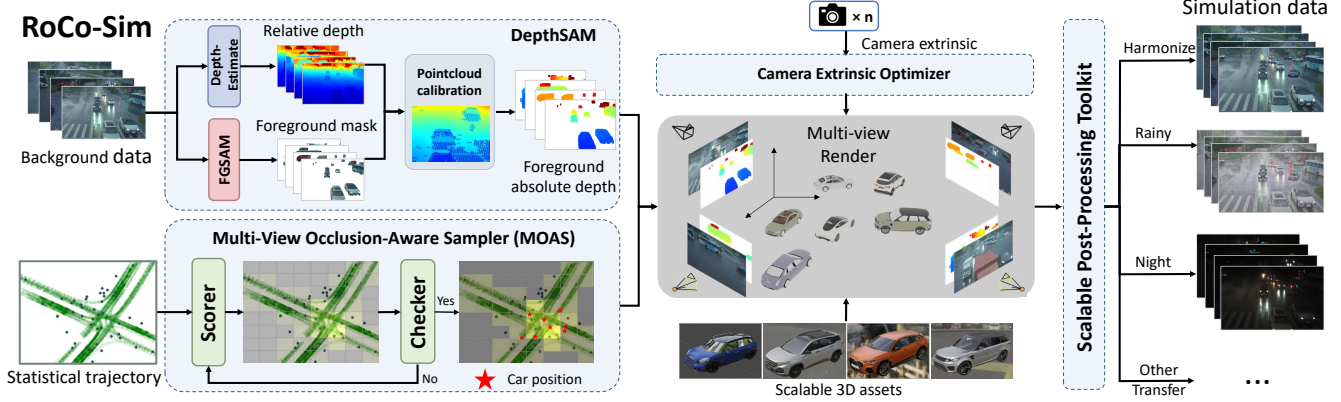 RoCo-Sim
Background data
Depth-
Estimate
FGSAM
Relative depth
Foreground mask
DepthSAM
Pointcloud
calibration
Foreground
absolute depth
Multi-View Occlusion-Aware Sampler (MOAS)
Statistical trajectory
Scorer
Checker
Yes
No
Car position
× n
Camera extrinsic
Camera Extrinsic Optimizer
Multi-view
Render
Scalable 3D assets
Scalable Post-Processing Toolkit
Simulation data
Harmonize
Rainy
Night
Other
Transfer
...